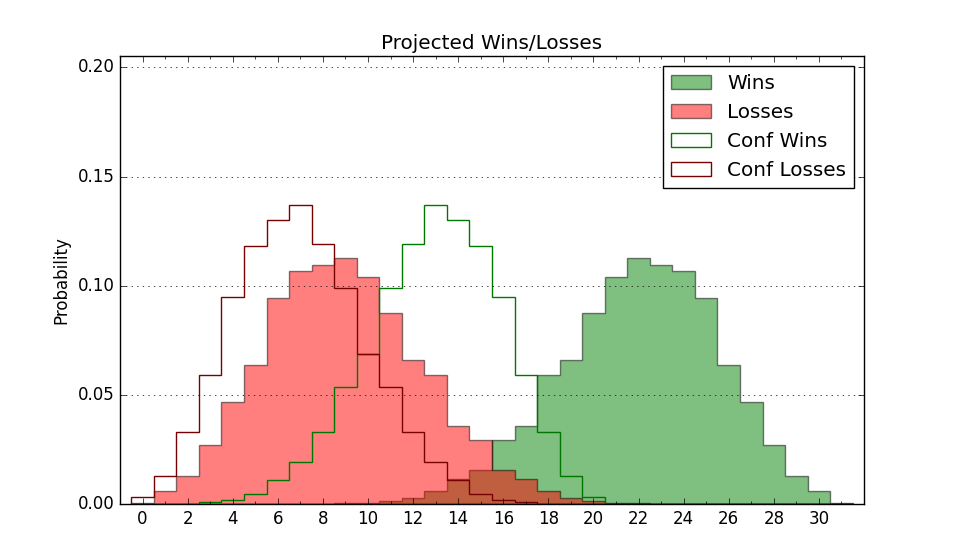 Projected Wins/Losses
Wins
Losses
Conf Wins
Conf Losses
Probability
0.20
0.15
0.10
0.05
0.00
0 2 4 6 8 10 12 14 16 18 20 22 24 26 28 30